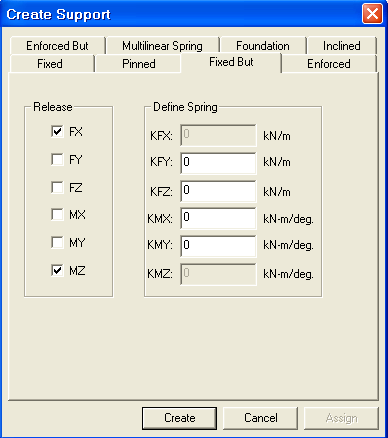 Create Support
Enforced But Multilinear Spring Foundation Inclined
Fixed Pinned Fixed But Enforced
Release Define Spring
FX KFX: 0 kN/m
FY KFY: 0 kN/m
FZ KFZ: 0 kN/m
MX KMX: 0 kN-m/deg.
MY KMY: 0 kN-m/deg.
MZ KMZ: 0 kN-m/deg.
Create Cancel Assign